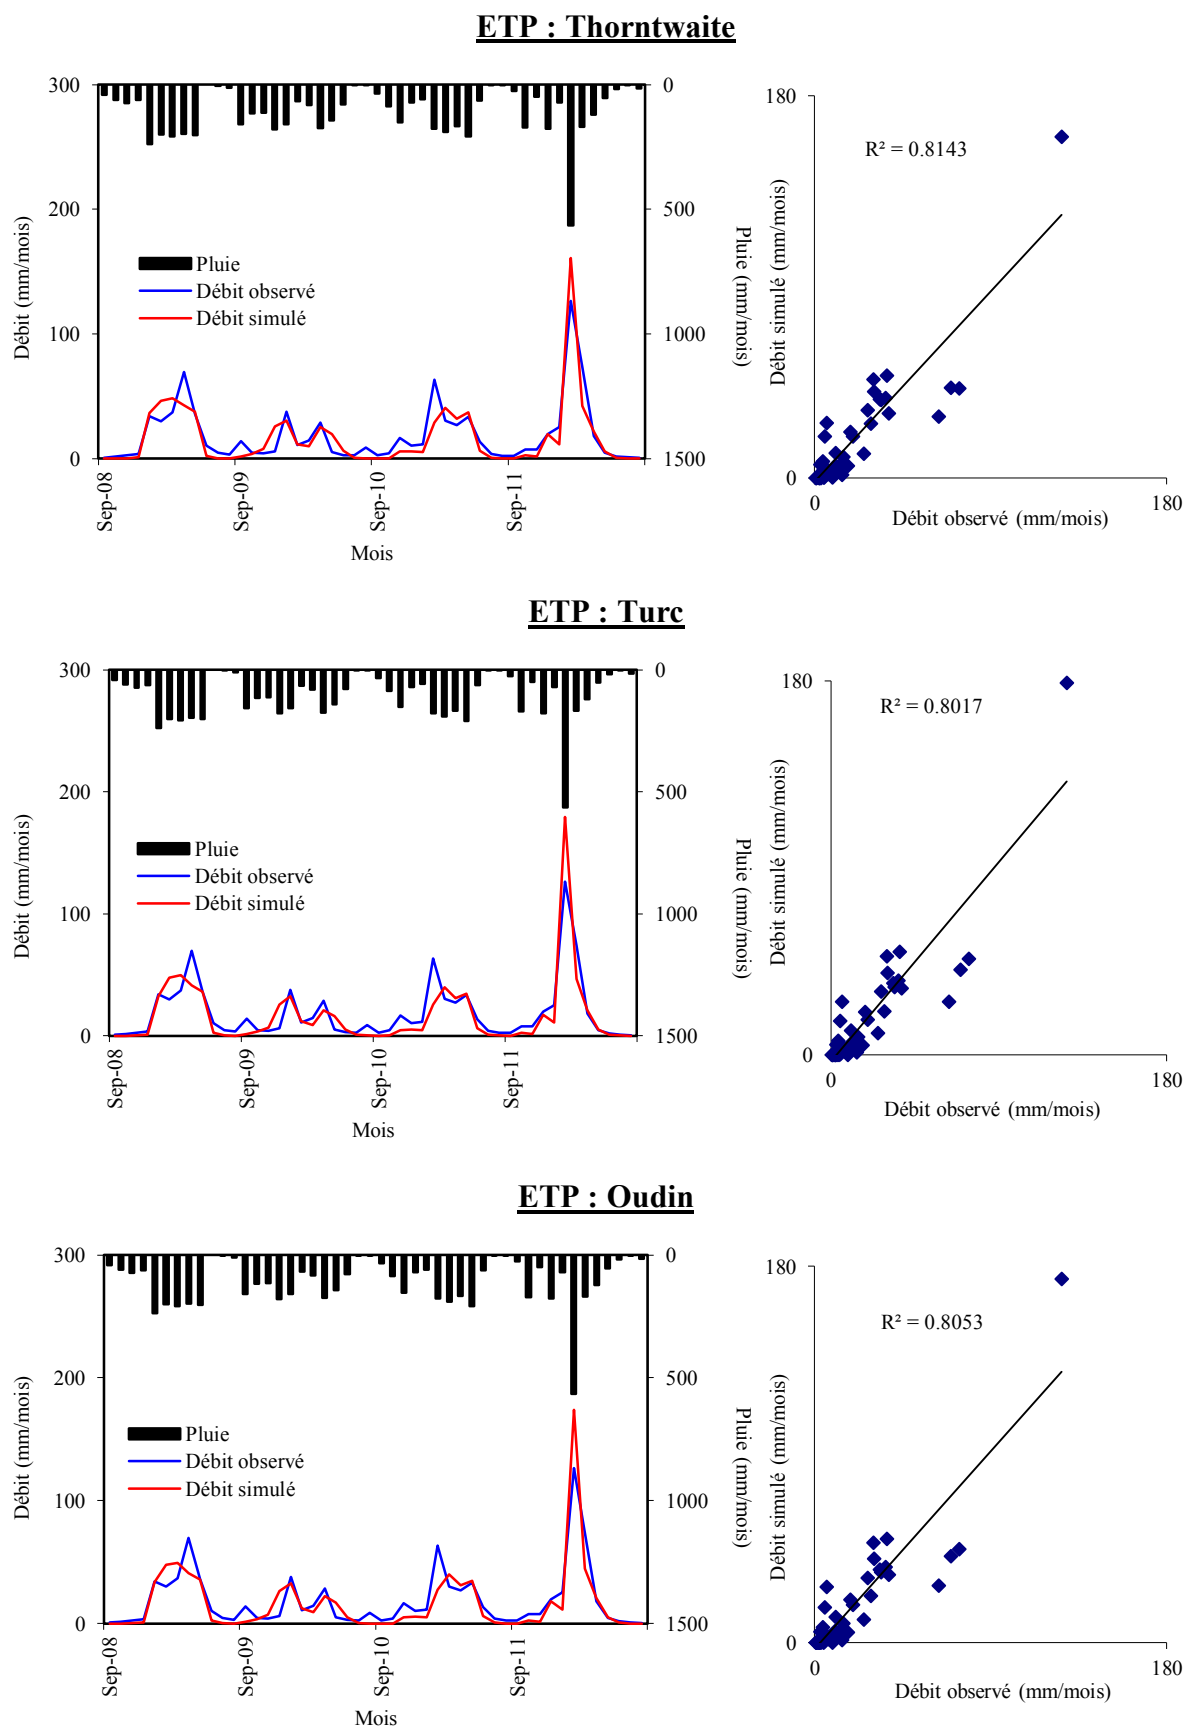 ETP : Thorntwaite
300
200
100
0
Débit (mm/mois)
0
500
1000
1500
Pluie (mm/mois)
Pluie
Débit observé
Débit simulé
Sep-08
Sep-09
Sep-10
Sep-11
Mois
180
0
Débit simulé (mm/mois)
R² = 0.8143
0
180
Débit observé (mm/mois)
ETP : Turc
300
200
100
0
Débit (mm/mois)
0
500
1000
1500
Pluie (mm/mois)
Pluie
Débit observé
Débit simulé
Sep-08
Sep-09
Sep-10
Sep-11
Mois
180
0
Débit simulé (mm/mois)
R² = 0.8017
0
180
Débit observé (mm/mois)
ETP : Oudin
300
200
100
0
Débit (mm/mois)
0
500
1000
1500
Pluie (mm/mois)
Pluie
Débit observé
Débit simulé
Sep-08
Sep-09
Sep-10
Sep-11
Mois
180
0
Débit simulé (mm/mois)
R² = 0.8053
0
180
Débit observé (mm/mois)